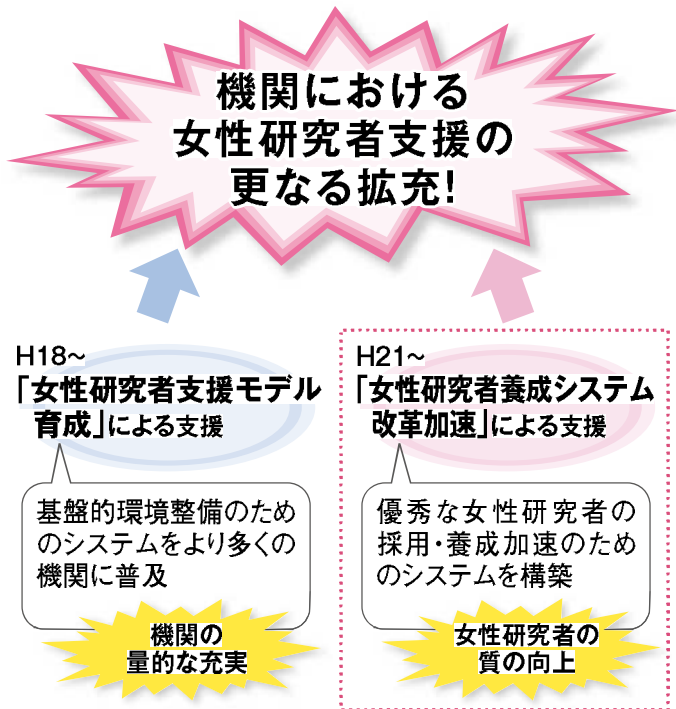 機関における
女性研究者支援の
更なる拡充!
H18~
「女性研究者支援モデル
育成」による支援
基盤的環境整備のため
のシステムをより多くの
機関に普及
機関の
量的な充実
H21~
「女性研究者養成システム
改革加速」による支援
優秀な女性研究者の
採用・養成加速のため
のシステムを構築
女性研究者の
質の向上